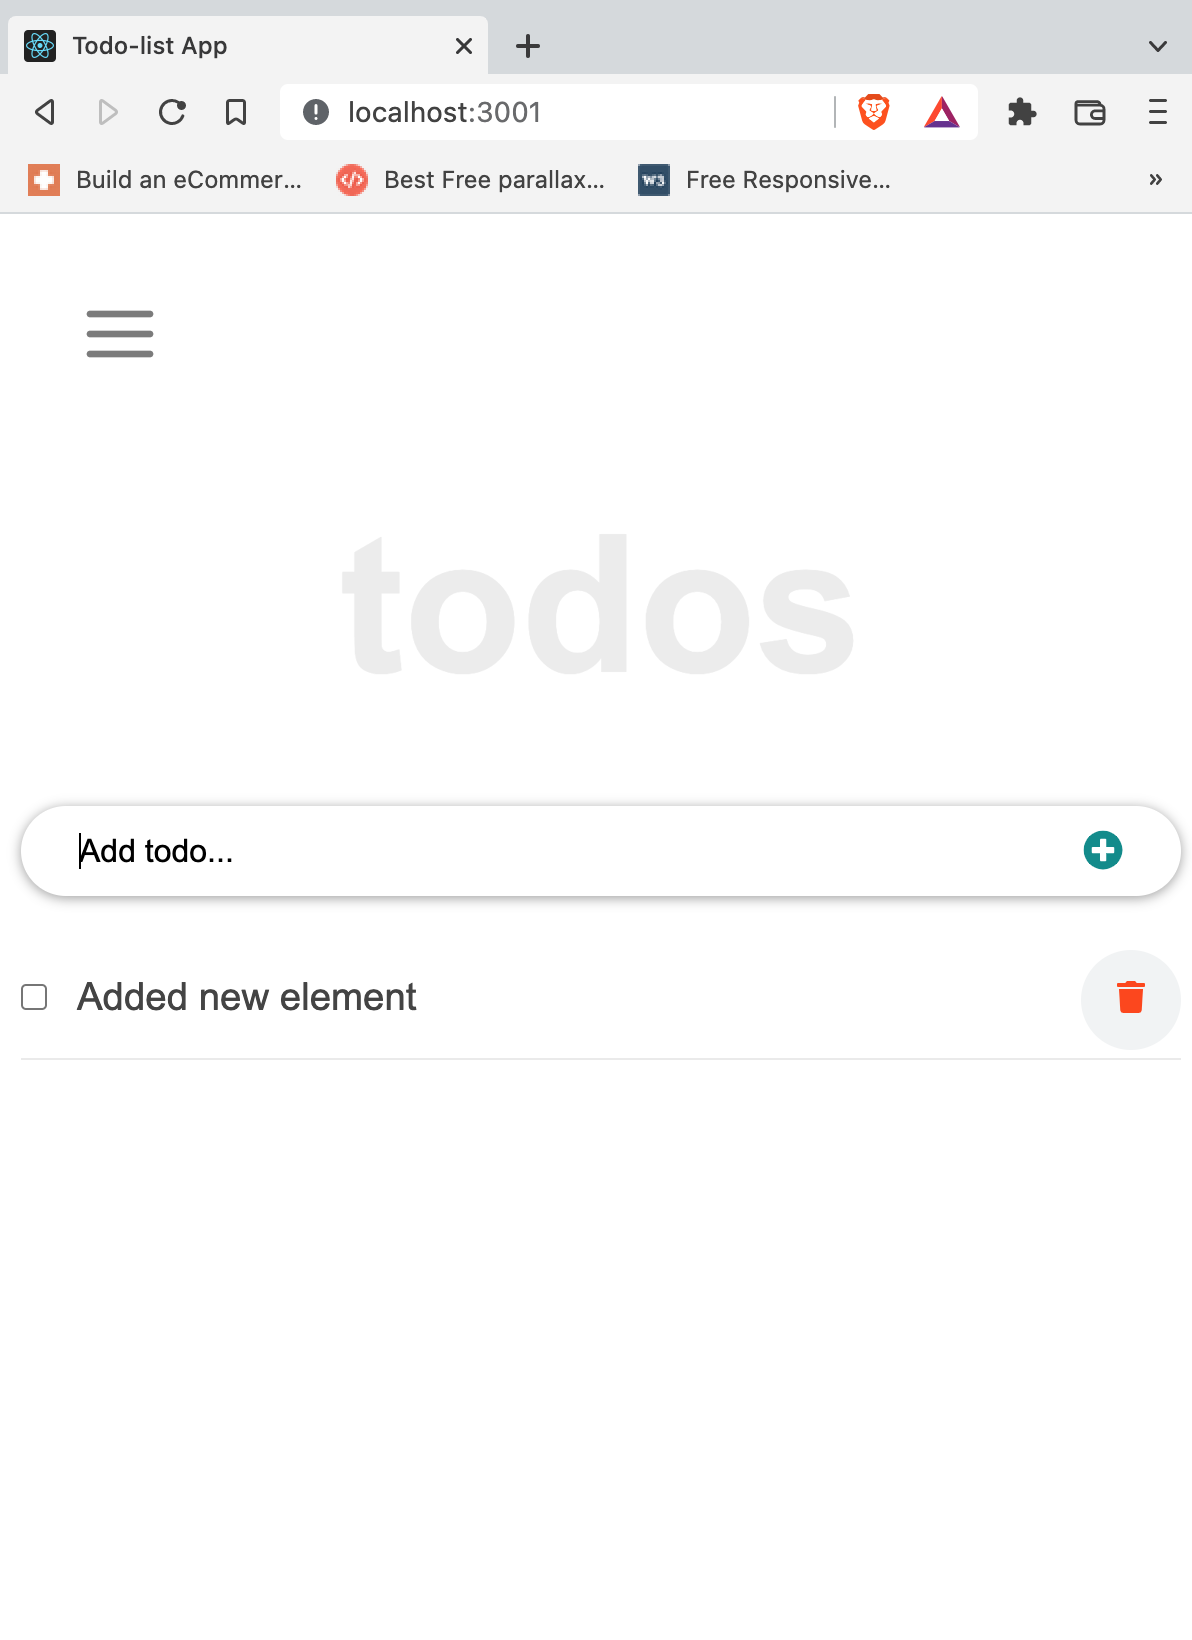 Todo-list App
localhost:3001
Build an eCommer...
Best Free parallax...
W3
Free Responsive...
todos
Add todo...
Added new element